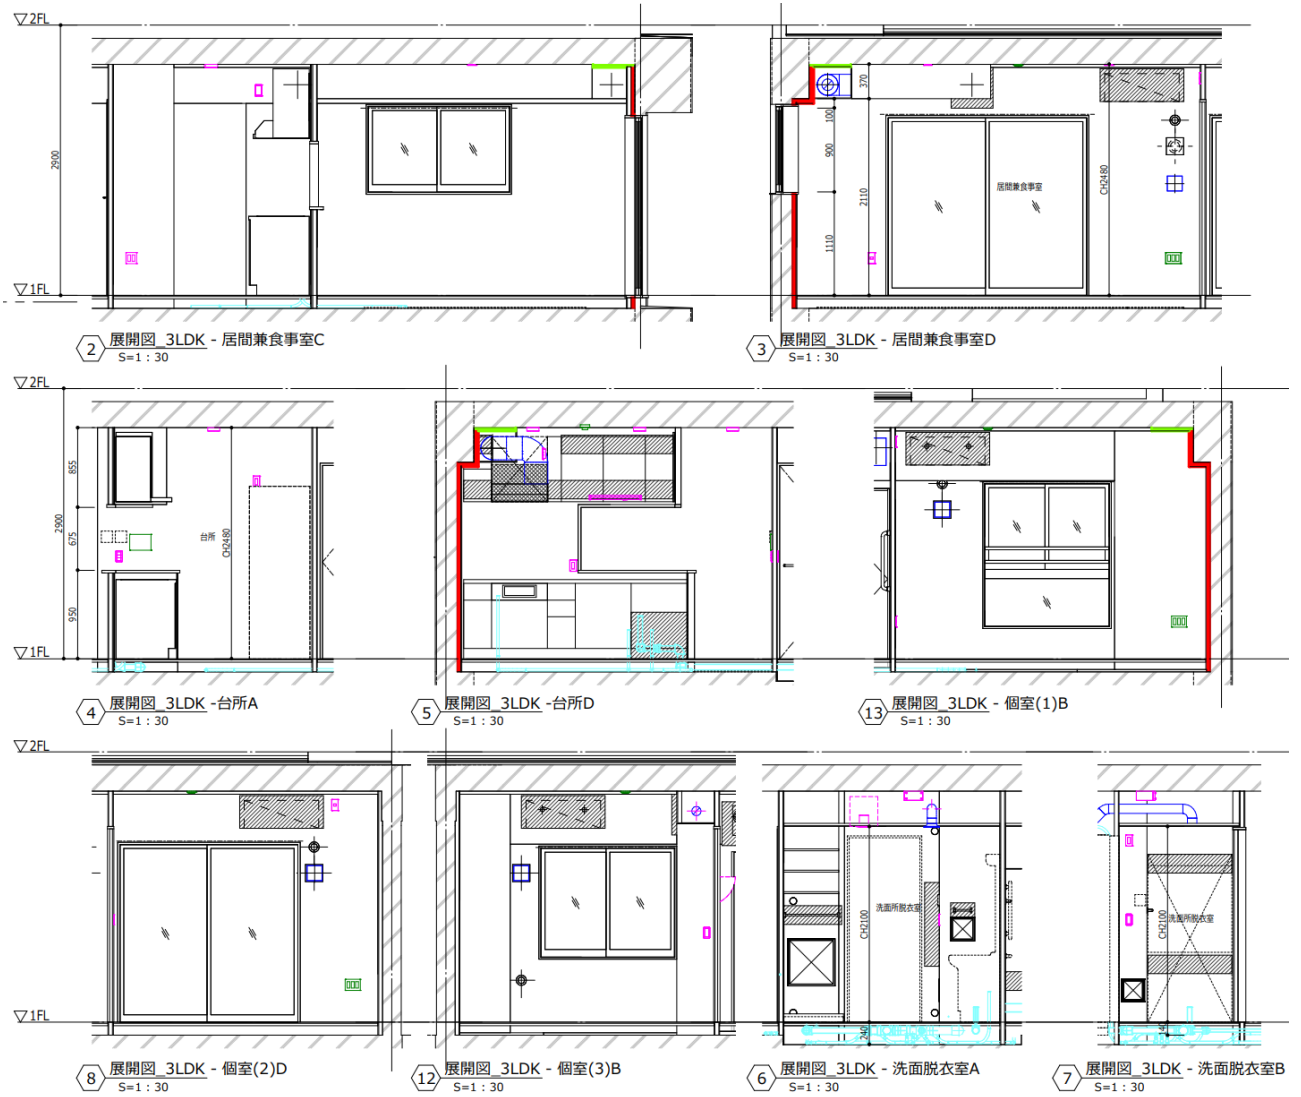 ▽2FL
2900
370
100
900
2110
1110
居間兼食事室
CH2480
▽1FL
2 展開図_3LDK - 居間兼食事室C
S=1：30
3 展開図_3LDK - 居間兼食事室D
S=1：30
▽2FL
855
2900
675
950
台所
CH2480
▽1FL
4 展開図_3LDK -台所A
S=1：30
5 展開図_3LDK -台所D
S=1：30
13 展開図_3LDK - 個室(1)B
S=1：30
▽2FL
洗面所脱衣室
CH2100
240
洗面所脱衣室
CH2100
▽1FL
8 展開図_3LDK - 個室(2)D
S=1：30
12 展開図_3LDK - 個室(3)B
S=1：30
6 展開図_3LDK - 洗面脱衣室A
S=1：30
7 展開図_3LDK - 洗面脱衣室B
S=1：30